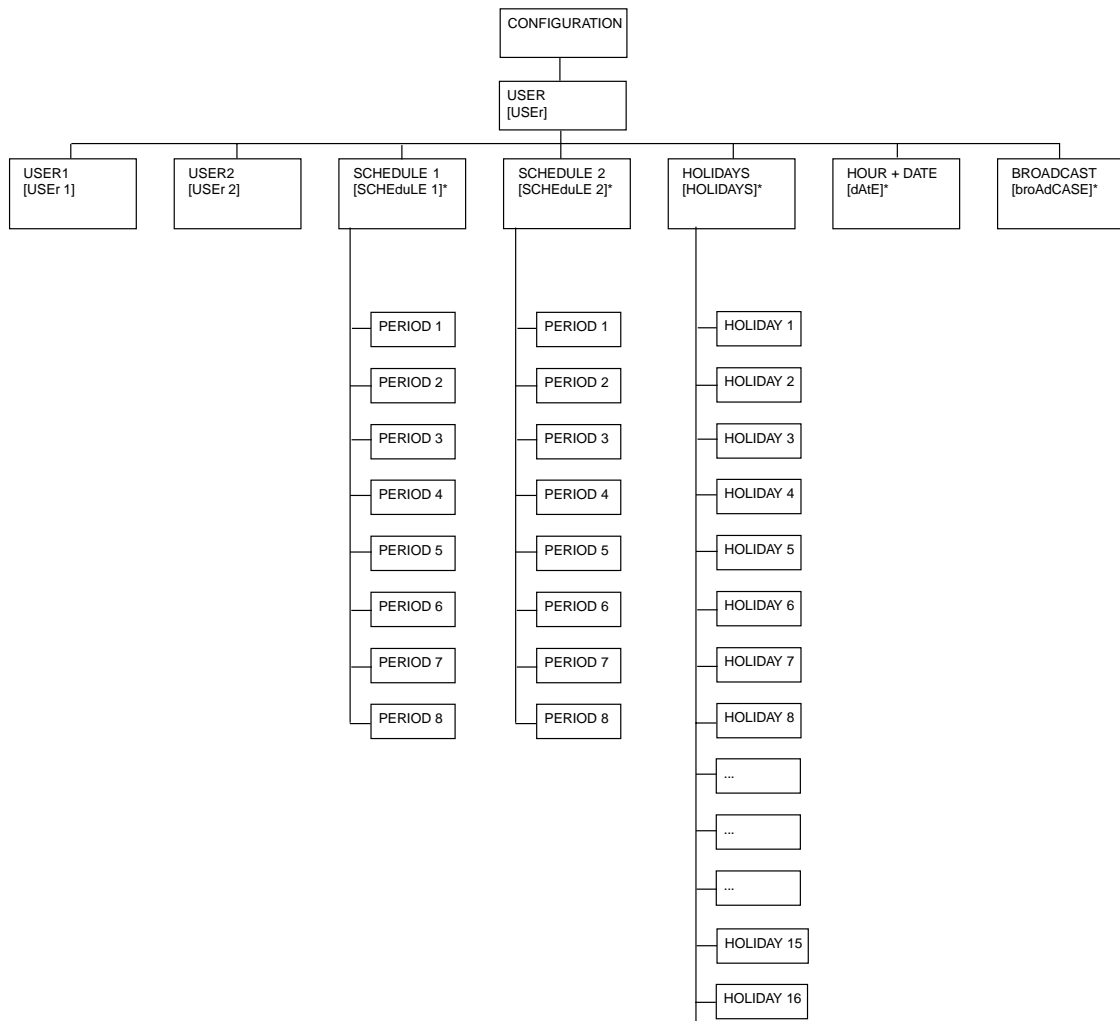 CONFIGURATION
USER
[USEr]
USER1
[USEr 1]
USER2
[USEr 2]
SCHEDULE 1
[SCHEduLE 1]*
SCHEDULE 2
[SCHEduLE 2]*
HOLIDAYS
[HOLIDAYS]*
HOUR + DATE
[dAtE]*
BROADCAST
[broAdCASE]*
PERIOD 1
PERIOD 2
PERIOD 3
PERIOD 4
PERIOD 5
PERIOD 6
PERIOD 7
PERIOD 8
PERIOD 1
PERIOD 2
PERIOD 3
PERIOD 4
PERIOD 5
PERIOD 6
PERIOD 7
PERIOD 8
HOLIDAY 1
HOLIDAY 2
HOLIDAY 3
HOLIDAY 4
HOLIDAY 5
HOLIDAY 6
HOLIDAY 7
HOLIDAY 8
...
...
...
HOLIDAY 15
HOLIDAY 16